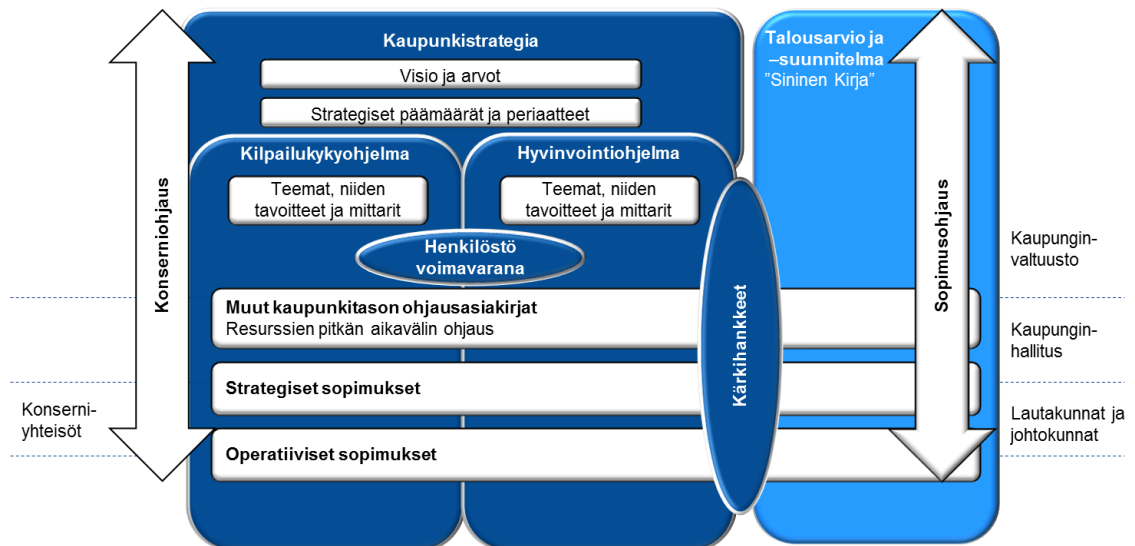 Kaupunkistrategia
Visio ja arvot
Strategiset päämäärät ja periaatteet
Kilpailukykyohjelma
Teemat, niiden
tavoitteet ja mittarit
Hyvinvointiohjelma
Teemat, niiden
tavoitteet ja mittarit
Henkilöstö
voimavarana
Muut kaupunkitason ohjausasiakirjat
Resurssien pitkän aikavälin ohjaus
Strategiset sopimukset
Operatiiviset sopimukset
Kärkihankkeet
Talousarvio ja
–suunnitelma
”Sininen Kirja”
Konserniohjaus
Sopimusohjaus
Konserni-
yhteisöt
Kaupungin-
valtuusto
Kaupungin-
hallitus
Lautakunnat ja
johtokunnat